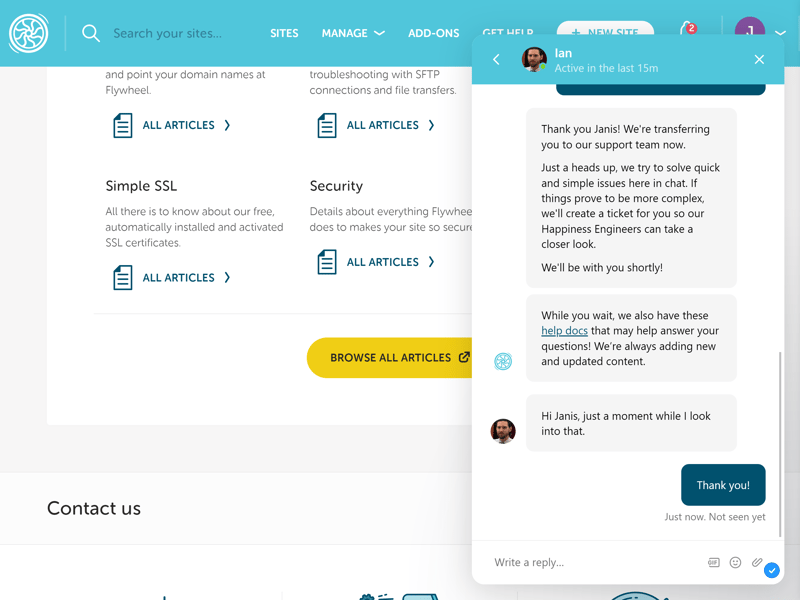 Search your sites...
SITES
MANAGE
ADD-ONS
GET HELP
+ NEW SITE
2
J
and point your domain names at
Flywheel.
ALL ARTICLES
troubleshooting with SFTP
connections and file transfers.
ALL ARTICLES
Simple SSL
All there is to know about our free,
automatically installed and activated
SSL certificates.
ALL ARTICLES
Security
Details about everything Flywhee
does to makes your site so secure
ALL ARTICLES
BROWSE ALL ARTICLES
Contact us
Ian
Active in the last 15m
Thank you Janis! We're transferring
you to our support team now.
Just a heads up, we try to solve quick
and simple issues here in chat. If
things prove to be more complex,
we'll create a ticket for you so our
Happiness Engineers can take a
closer look.
We'll be with you shortly!
While you wait, we also have these
help docs that may help answer your
questions! We're always adding new
and updated content.
Hi Janis, just a moment while I look
into that.
Thank you!
Just now. Not seen yet
Write a reply...
GIF